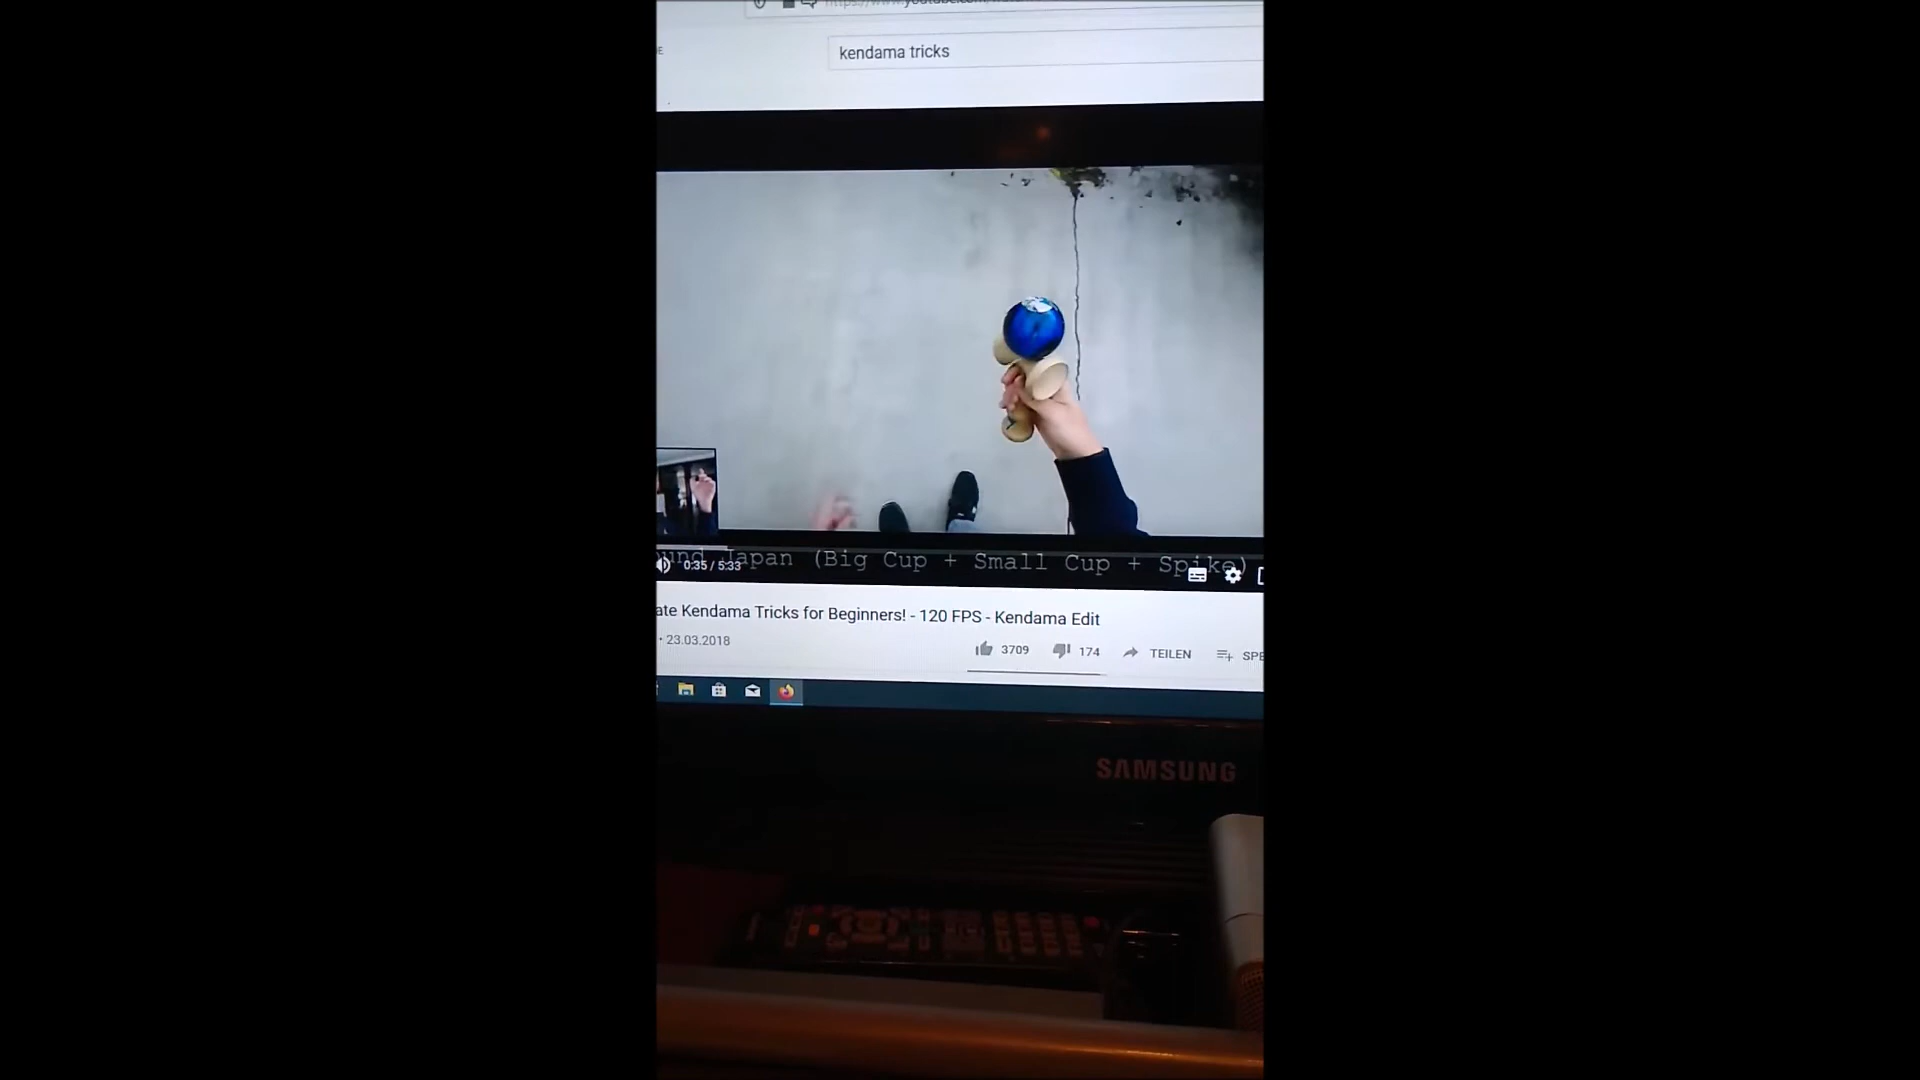 kendama tricks
Japan (Big Cup + Small Cup + Spike)
0:35 / 5:33
Kendama Tricks for Beginners! - 120 FPS - Kendama Edit
· 23.03.2018
3709 174 TEILEN
SAMSUNG